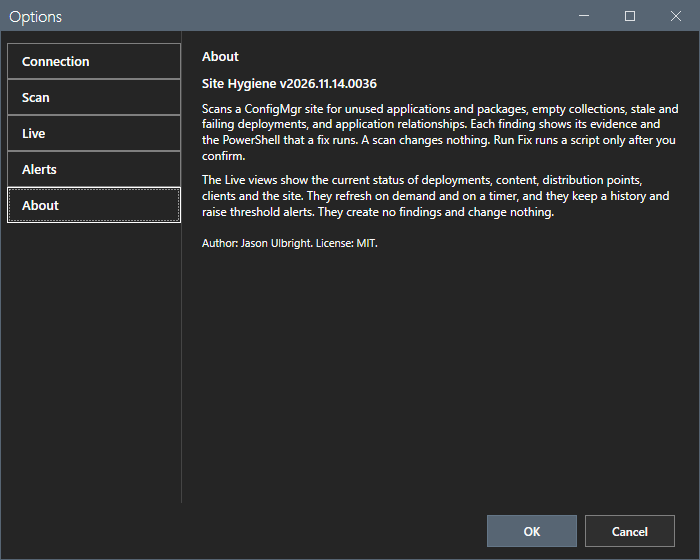 Options
Connection
Scan
Live
Alerts
About
About
Site Hygiene v2026.11.14.0036
Scans a ConfigMgr site for unused applications and packages, empty collections, stale and
failing deployments, and application relationships. Each finding shows its evidence and
the PowerShell that a fix runs. A scan changes nothing. Run Fix runs a script only after you
confirm.
The Live views show the current status of deployments, content, distribution points,
clients and the site. They refresh on demand and on a timer, and they keep a history and
raise threshold alerts. They create no findings and change nothing.
Author: Jason Ulbright. License: MIT.
OK
Cancel